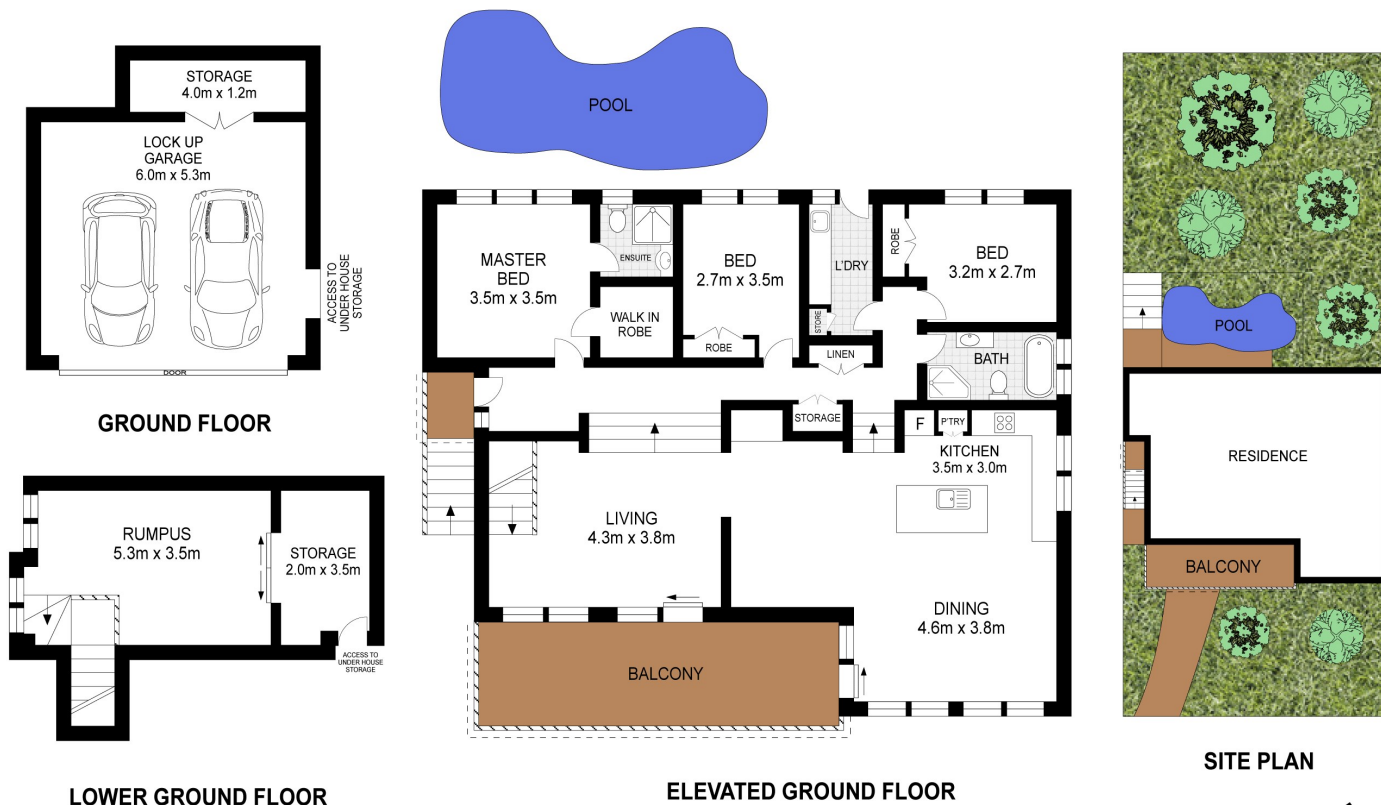 STORAGE
4.0m x 1.2m
LOCK UP
GARAGE
6.0m x 5.3m
ACCESS TO
UNDER HOUSE
STORAGE
DOOR
GROUND FLOOR
RUMPUS
5.3m x 3.5m
STORAGE
2.0m x 3.5m
ACCESS TO
UNDER HOUSE
STORAGE
LOWER GROUND FLOOR
POOL
MASTER
BED
3.5m x 3.5m
ENSUITE
WALK IN
ROBE
BED
2.7m x 3.5m
ROBE
L'DRY
STORE
LINEN
ROBE
BED
3.2m x 2.7m
BATH
STORAGE
F
P'TRY
KITCHEN
3.5m x 3.0m
LIVING
4.3m x 3.8m
DINING
4.6m x 3.8m
BALCONY
ELEVATED GROUND FLOOR
POOL
RESIDENCE
BALCONY
SITE PLAN